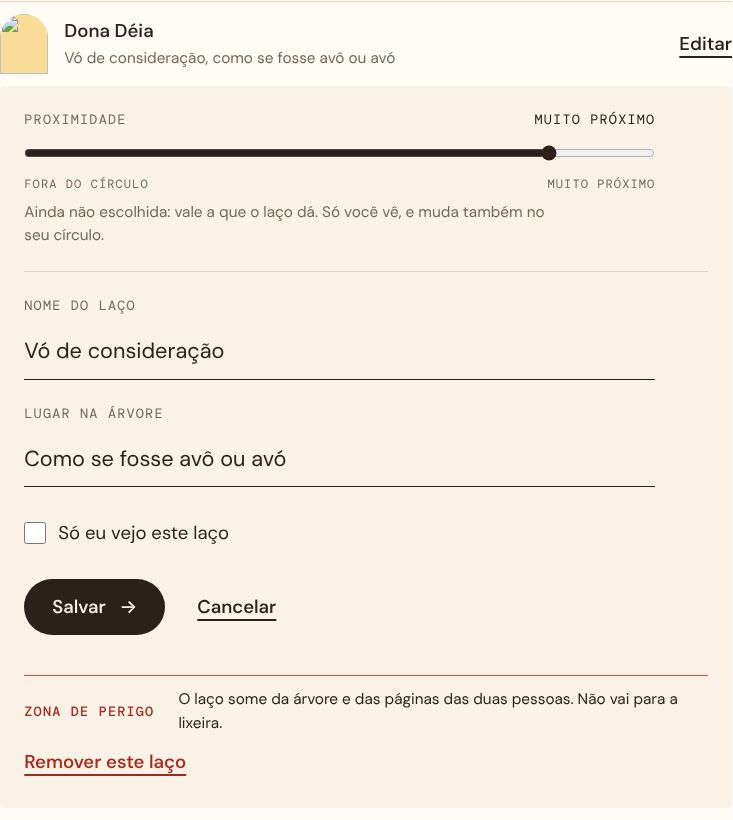 Dona Déia
Vó de consideração, como se fosse avô ou avó
Editar
PROXIMIDADE
MUITO PRÓXIMO
FORA DO CÍRCULO
MUITO PRÓXIMO
Ainda não escolhida: vale a que o laço dá. Só você vê, e muda também no
seu círculo.
NOME DO LAÇO
Vó de consideração
LUGAR NA ÁRVORE
Como se fosse avô ou avó
Só eu vejo este laço
Salvar →
Cancelar
ZONA DE PERIGO
O laço some da árvore e das páginas das duas pessoas. Não vai para a
lixeira.
Remover este laço